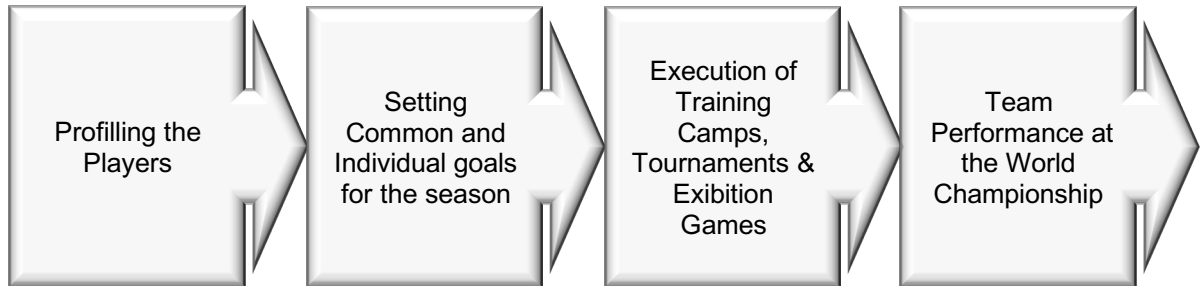 Profilling the
Players
Setting
Common and
Individual goals
for the season
Execution of
Training
Camps,
Tournaments &
Exibition
Games
Team
Performance at
the World
Championship